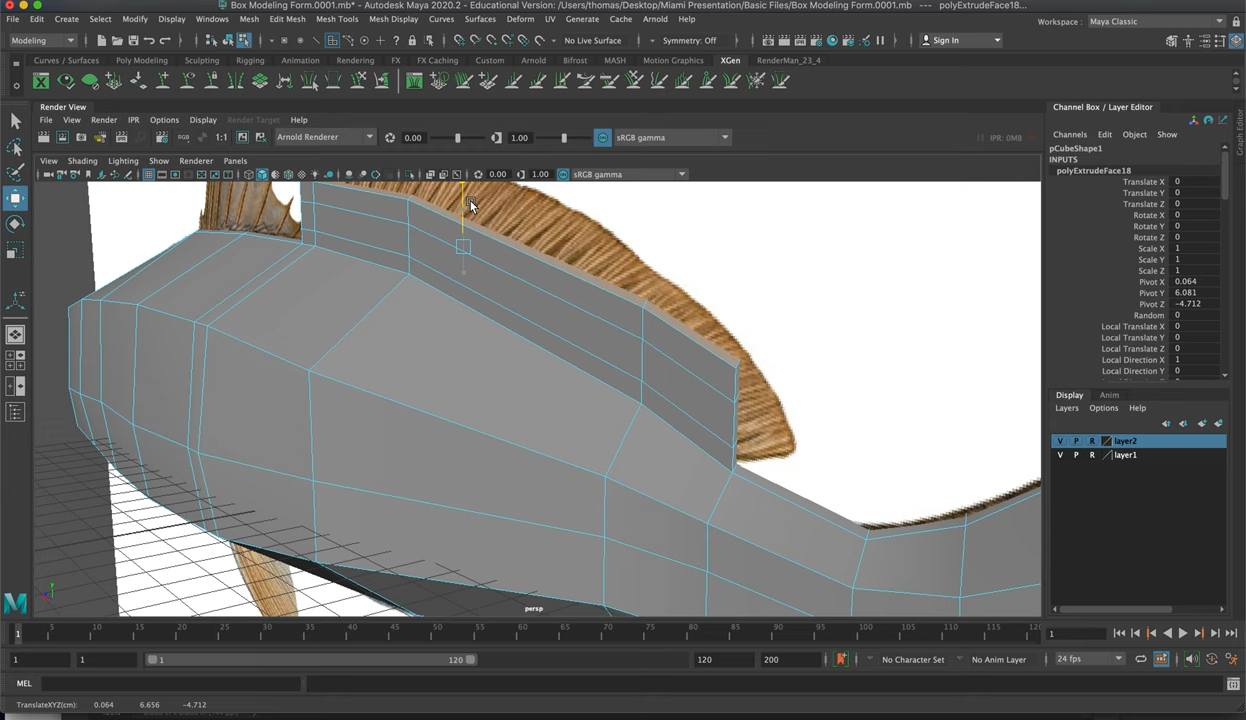 Box Modeling Form.0001.mb* - Autodesk Maya 2020.2 - Educational Version: /Users/thomas/Desktop/Miami Presentation/Basic Files/Box Modeling Form.0001.mb --- polyExtrudeFace18...
File Edit Create Select Modify Display Windows Mesh Edit Mesh Mesh Tools Mesh Display Curves Surfaces Deform UV Generate Cache Arnold Help
Workspace : Maya Classic
Modeling No Live Surface Symmetry: Off Sign In
Curves / Surfaces Poly Modeling Sculpting Rigging Animation Rendering FX FX Caching Custom Arnold Bifrost MASH Motion Graphics XGen RenderMan_23_4
Render View
File View Render IPR Options Display Render Target Help
1:1 Arnold Renderer 0.00 1.00 sRGB gamma IPR: 0MB
View Shading Lighting Show Renderer Panels
0.00 1.00 sRGB gamma
persp
Channel Box / Layer Editor
Channels Edit Object Show
pCubeShape1
INPUTS
polyExtrudeFace18
Translate X 0
Translate Y 0
Translate Z 0
Rotate X 0
Rotate Y 0
Rotate Z 0
Scale X 1
Scale Y 1
Scale Z 1
Pivot X 0.064
Pivot Y 6.081
Pivot Z -4.712
Random 0
Local Translate X 0
Local Translate Y 0
Local Translate Z 0
Local Direction X 1
Local Direction Y 0
Display Anim
Layers Options Help
V P R layer2
V P R layer1
Graph Editor
1 5 10 15 20 25 30 35 40 45 50 55 60 65 70 75 80 85 90 95 100 105 110 115 120 1
1 1 1 120 120 200 No Character Set No Anim Layer 24 fps
MEL
TranslateXYZ(cm): 0.064 6.656 -4.712